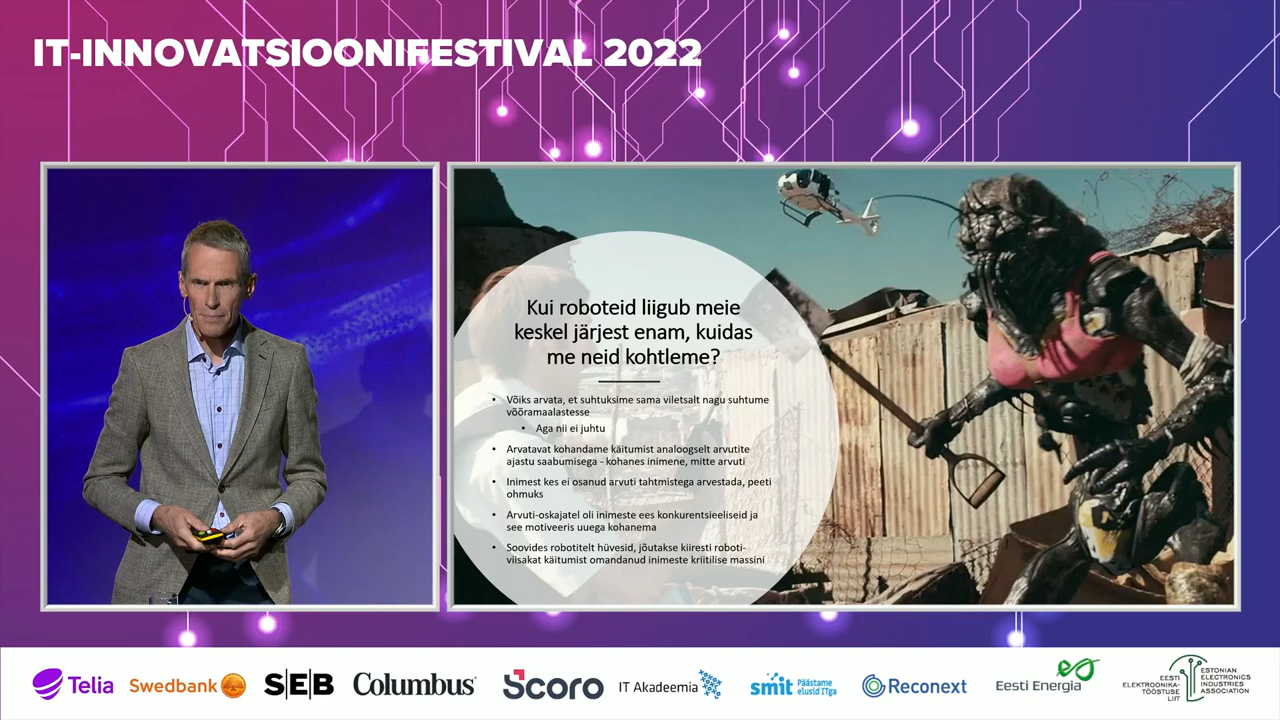 IT-INNOVATSIOONIFESTIVAL 2022
Kui roboteid liigub meie
keskel järjest enam, kuidas
me neid kohtleme?
• Võiks arvata, et suhtuksime sama viletsalt nagu suhtume
võõramaalastesse
• Aga nii ei juhtu
• Arvatavat kohandame käitumist analoogselt arvutite
ajastu saabumisega - kohanes inimene, mitte arvuti
• Inimest kes ei osanud arvuti tahtmistega arvestada, peeti
ohmuks
• Arvuti-oskajatel oli inimeste ees konkurentsieeliseid ja
see motiveeris uuega kohanema
• Soovides robotitelt hüvesid, jõutakse kiiresti roboti-
viisakat käitumist omandanud inimeste kriitilise massini
Telia
Swedbank
SEB
Columbus
Scoro
IT Akadeemia
smit
Päästame
elusid ITga
Reconext
Eesti Energia
EESTI
ELEKTROONIKA-
TÖÖSTUSE
LIIT
ESTONIAN
ELECTRONICS
INDUSTRIES
ASSOCIATION